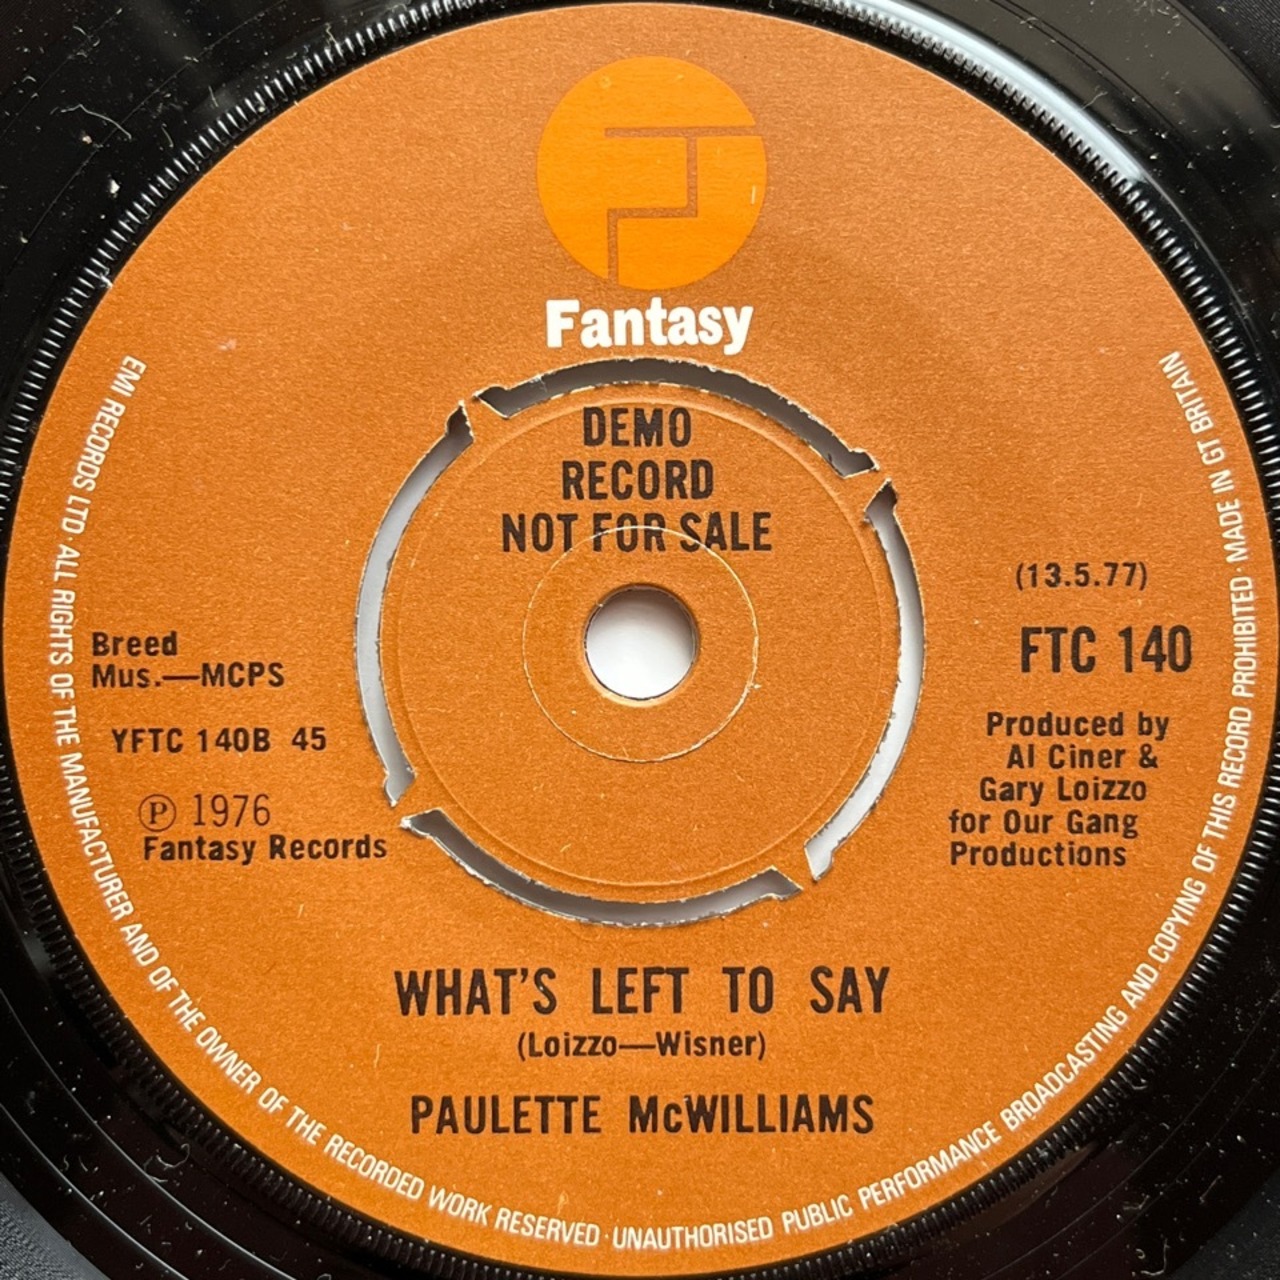 Fantasy
DEMO
RECORD
NOT FOR SALE
(13.5.77)
FTC 140
Breed
Mus.—MCPS
YFTC 140B 45
℗ 1976
Fantasy Records
Produced by
Al Ciner &
Gary Loizzo
for Our Gang
Productions
WHAT'S LEFT TO SAY
(Loizzo—Wisner)
PAULETTE McWILLIAMS
EMI RECORDS LTD· ALL RIGHTS OF THE MANUFACTURER AND OF THE OWNER OF THE RECORDED WORK RESERVED · UNAUTHORISED PUBLIC PERFORMANCE BROADCASTING AND COPYING OF THIS RECORD PROHIBITED· MADE IN GT BRITAIN